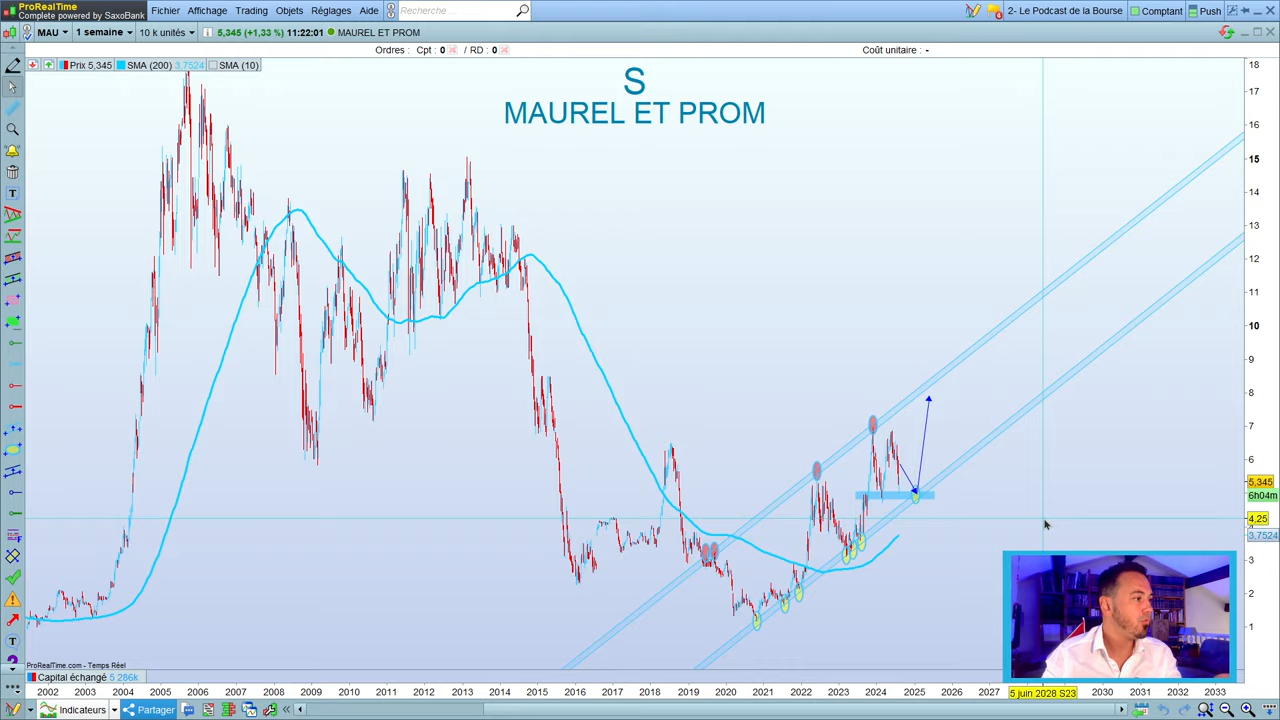 ProRealTime
Complete powered by SaxoBank
Fichier Affichage Trading Objets Réglages Aide Recherche... 2- Le Podcast de la Bourse Comptant Push
MAU 1 semaine 10 k unités 5,345 (+1,33 %) 11:22:01 MAUREL ET PROM
Ordres : Cpt : 0 / RD : 0 Coût unitaire : -
Prix 5,345 SMA (200) 3,7524 SMA (10)
S
MAUREL ET PROM
18
17
16
15
14
13
12
11
10
9
8
7
6
5,345
6h04m
4,25
3,7524
3
2
1
ProRealTime.com - Temps Réel
Capital échangé 5 286k
2002 2003 2004 2005 2006 2007 2008 2009 2010 2011 2012 2013 2014 2015 2016 2017 2018 2019 2020 2021 2022 2023 2024 2025 2026 2027 5 juin 2028 S23 2030 2031 2032 2033
Indicateurs Partager